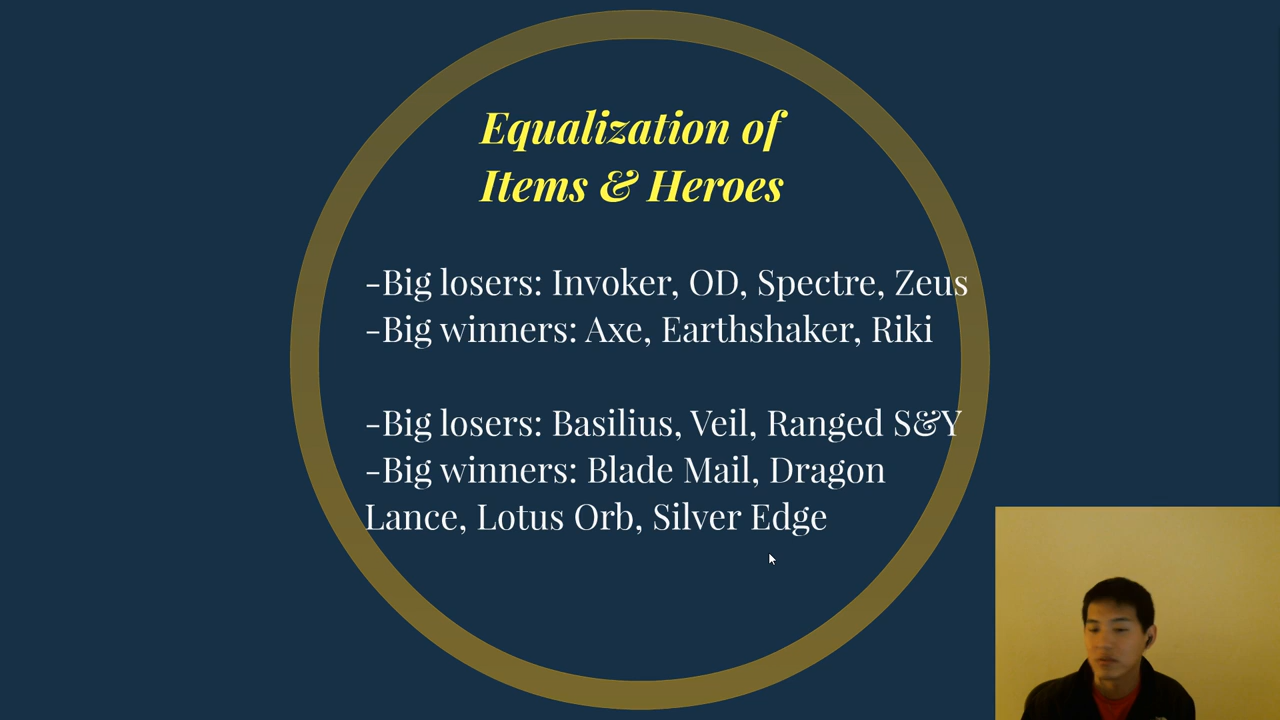 Equalization of
Items & Heroes
-Big losers: Invoker, OD, Spectre, Zeus
-Big winners: Axe, Earthshaker, Riki
-Big losers: Basilius, Veil, Ranged S&Y
-Big winners: Blade Mail, Dragon
Lance, Lotus Orb, Silver Edge